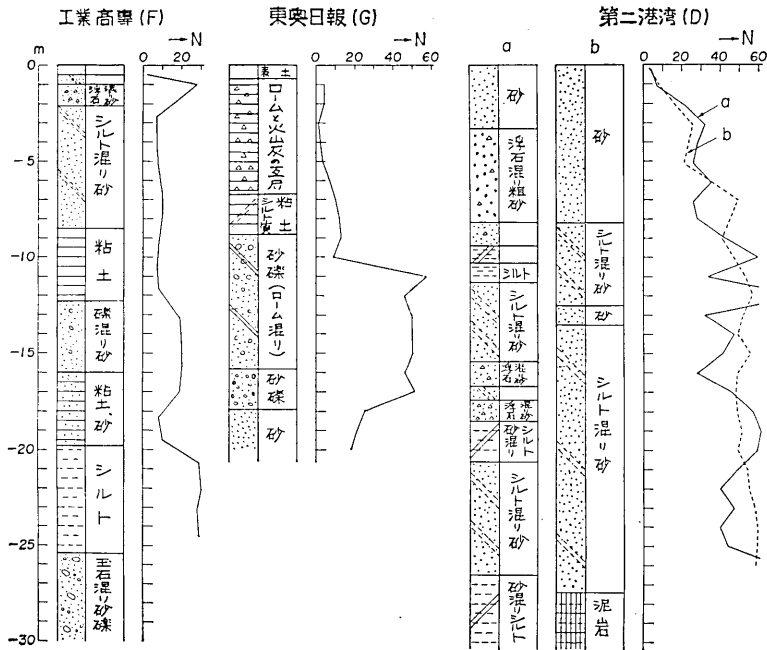 工業高専(F)
東奥日報(G)
第二港湾(D)
m
→N
0 20
→N
0 20 40 60
a
b
→N
0 20 40 60
0
-5
-10
-15
-20
-25
-30
浮石混り砂
シルト混り砂
粘土
礫混り砂
粘土、砂
シルト
玉石混り砂礫
表土
ロームと火山灰の互層
シルト質粘土
砂礫(ローム混り)
砂礫
砂
砂
浮石混り粗砂
シルト
シルト混り砂
浮石混砂
浮石混砂
砂混りシルト
シルト混り砂
砂混りシルト
砂
シルト混り砂
砂
シルト混り砂
泥岩
a
b